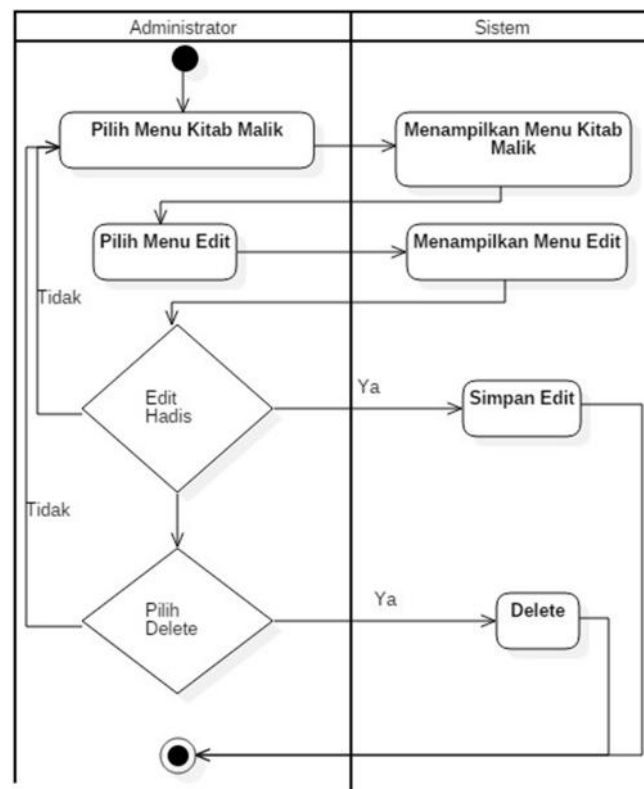 Administrator
Sistem
Pilih Menu Kitab Malik
Menampilkan Menu Kitab
Malik
Pilih Menu Edit
Menampilkan Menu Edit
Tidak
Edit
Hadis
Ya
Simpan Edit
Tidak
Pilih
Delete
Ya
Delete